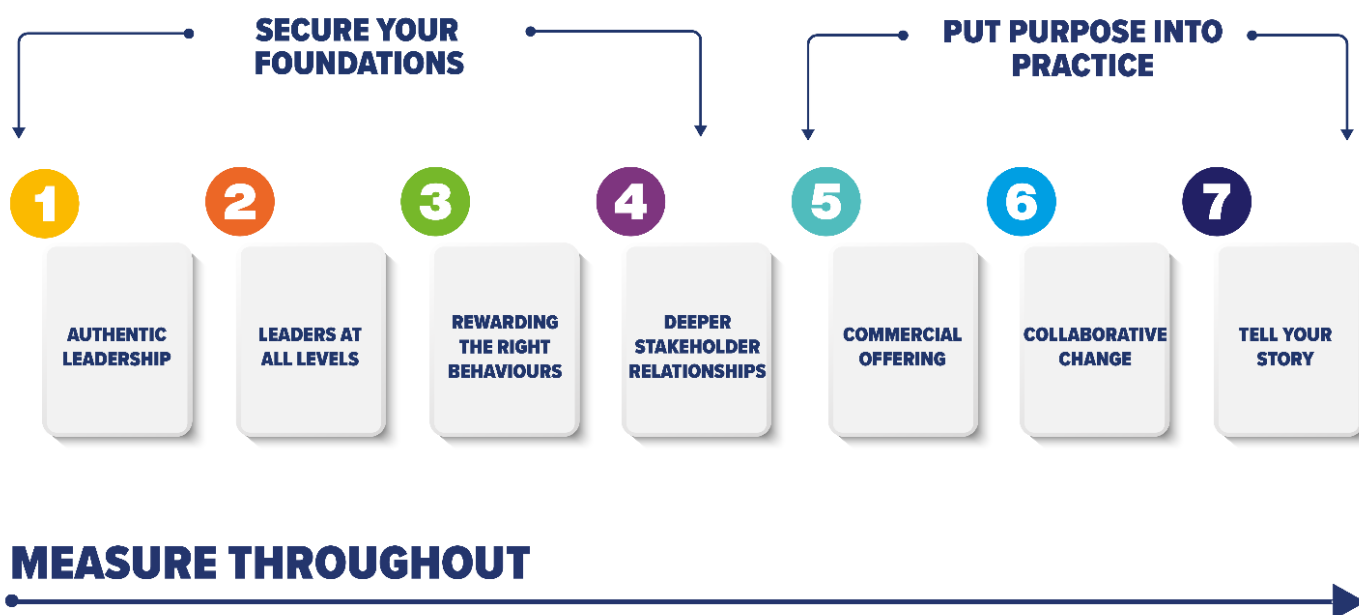 SECURE YOUR
FOUNDATIONS
PUT PURPOSE INTO
PRACTICE
1
2
3
4
5
6
7
AUTHENTIC
LEADERSHIP
LEADERS AT
ALL LEVELS
REWARDING
THE RIGHT
BEHAVIOURS
DEEPER
STAKEHOLDER
RELATIONSHIPS
COMMERCIAL
OFFERING
COLLABORATIVE
CHANGE
TELL YOUR
STORY
MEASURE THROUGHOUT